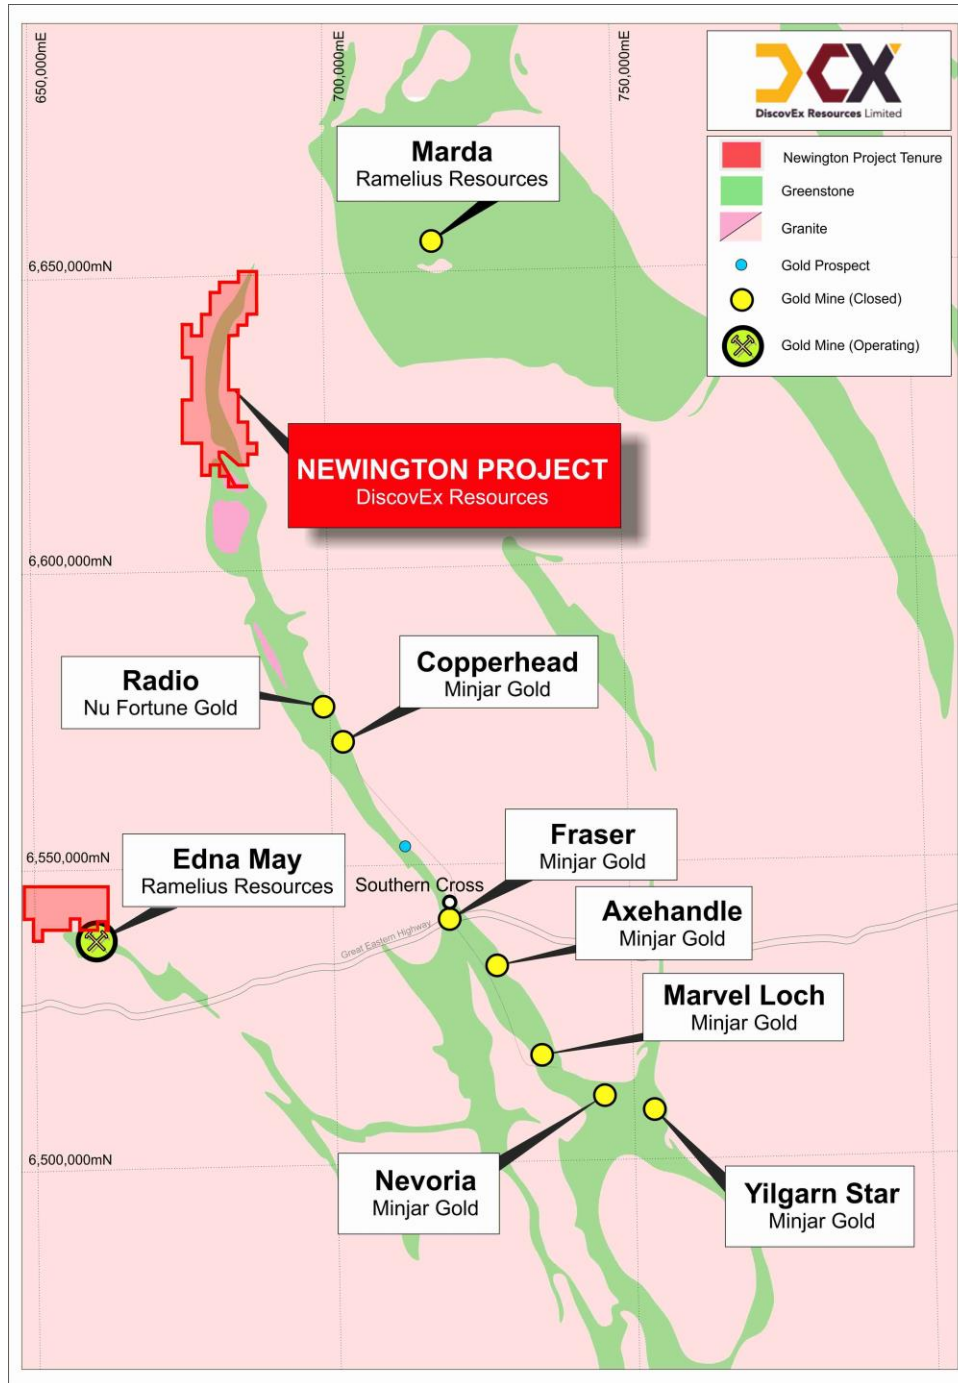 650,000mE
700,000mE
750,000mE
DCX
DiscovEx Resources Limited
Newington Project Tenure
Greenstone
Granite
Gold Prospect
Gold Mine (Closed)
Gold Mine (Operating)
Marda
Ramelius Resources
6,650,000mN
NEWINGTON PROJECT
DiscovEx Resources
6,600,000mN
Copperhead
Minjar Gold
Radio
Nu Fortune Gold
Fraser
Minjar Gold
6,550,000mN
Edna May
Ramelius Resources
Southern Cross
Great Eastern Highway
Axehandle
Minjar Gold
Marvel Loch
Minjar Gold
6,500,000mN
Nevoria
Minjar Gold
Yilgarn Star
Minjar Gold